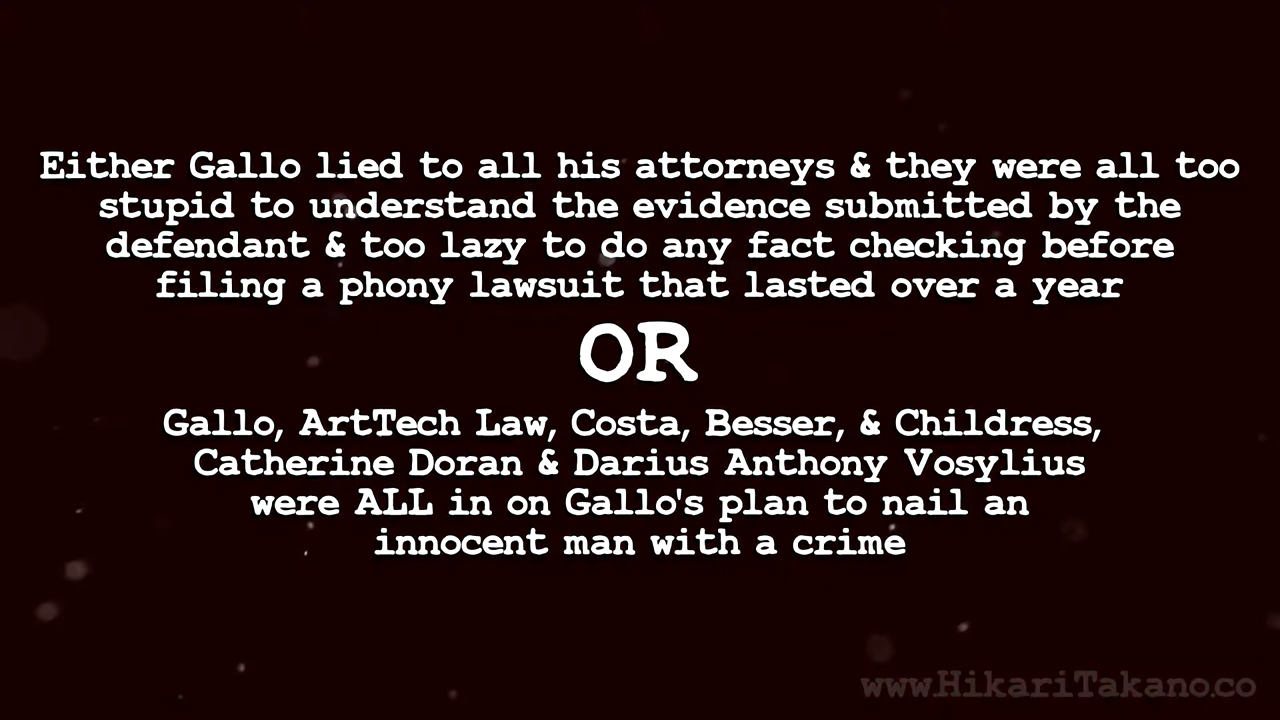 Either Gallo lied to all his attorneys & they were all too
stupid to understand the evidence submitted by the
defendant & too lazy to do any fact checking before
filing a phony lawsuit that lasted over a year
OR
Gallo, ArtTech Law, Costa, Besser, & Childress,
Catherine Doran & Darius Anthony Vosylius
were ALL in on Gallo's plan to nail an
innocent man with a crime
www.HikariTakano.co